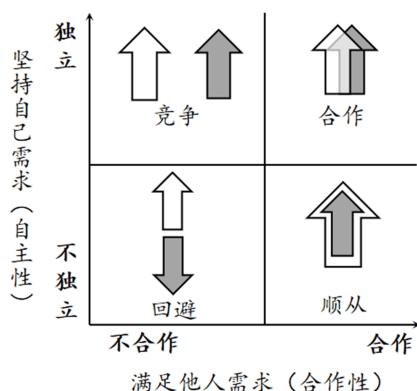 坚持自己需求（自主性）
独立
不独立
竞争
合作
回避
顺从
不合作
合作
满足他人需求（合作性）